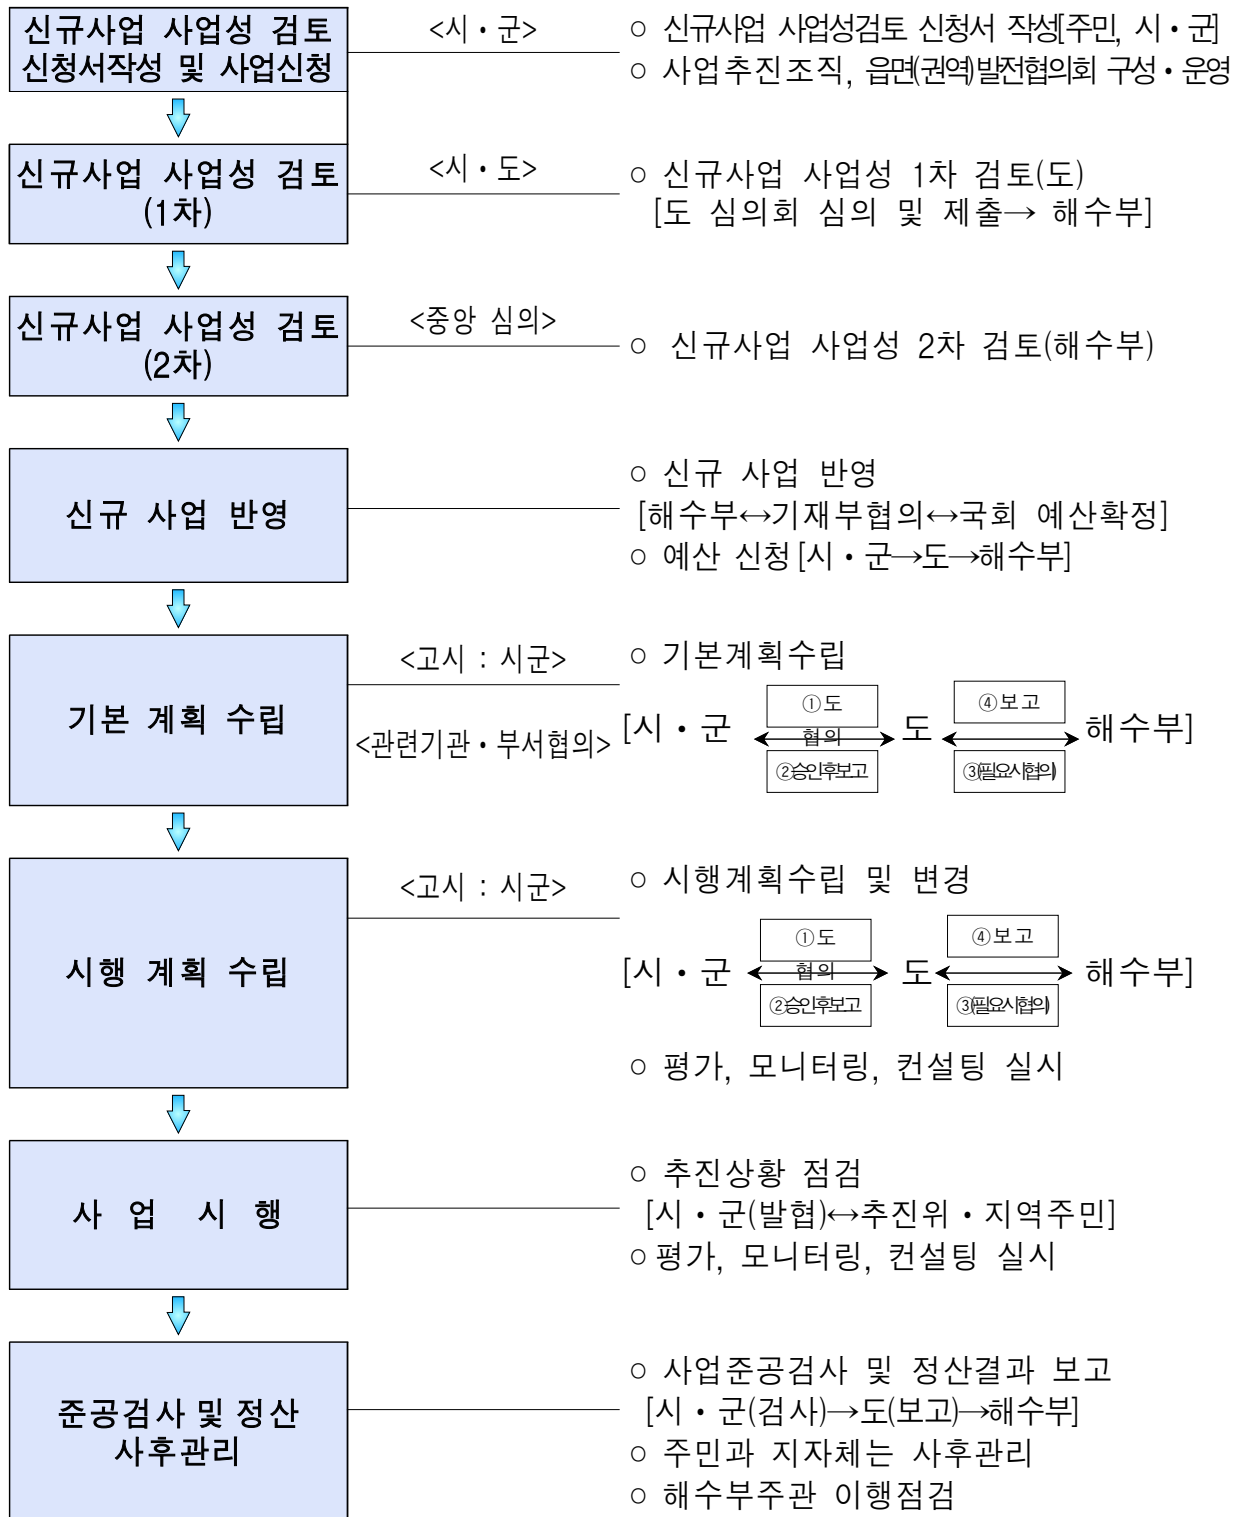 신규사업 사업성 검토
신청서작성 및 사업신청
<시・군>
○ 신규사업 사업성검토 신청서 작성[주민, 시・군]
○ 사업추진조직, 읍면(권역)발전협의회 구성・운영
신규사업 사업성 검토
(1차)
<시・도>
○ 신규사업 사업성 1차 검토(도)
[도 심의회 심의 및 제출→ 해수부]
신규사업 사업성 검토
(2차)
<중앙 심의>
○ 신규사업 사업성 2차 검토(해수부)
신규 사업 반영
○ 신규 사업 반영
[해수부↔기재부협의↔국회 예산확정]
○ 예산 신청[시・군→도→해수부]
기본 계획 수립
<고시 : 시군>
<관련기관・부서협의>
○ 기본계획수립
①도
협의
④보고
[시・군 도 해수부]
②승인후보고
③(필요시협의)
시행 계획 수립
<고시 : 시군>
○ 시행계획수립 및 변경
①도
협의
④보고
[시・군 도 해수부]
②승인후보고
③(필요시협의)
○ 평가, 모니터링, 컨설팅 실시
사 업 시 행
○ 추진상황 점검
[시・군(발협)↔추진위・지역주민]
○ 평가, 모니터링, 컨설팅 실시
준공검사 및 정산
사후관리
○ 사업준공검사 및 정산결과 보고
[시・군(검사)→도(보고)→해수부]
○ 주민과 지자체는 사후관리
○ 해수부주관 이행점검